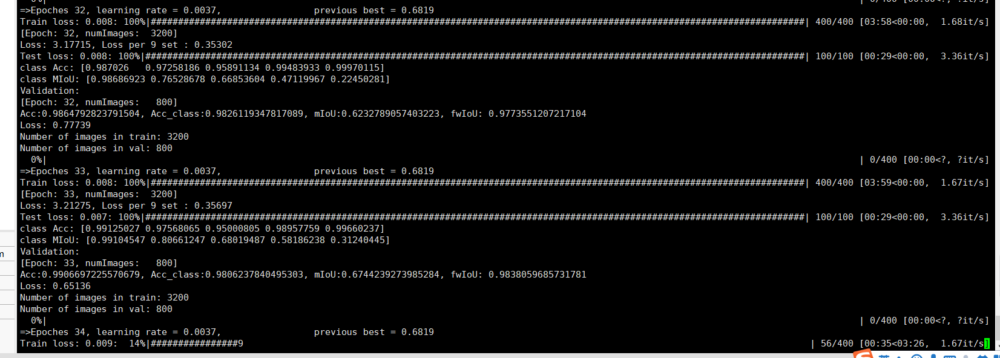 =>Epoches 32, learning rate = 0.0037, previous best = 0.6819
Train loss: 0.008: 100%|########################################################################################################################| 400/400 [03:58<00:00, 1.68it/s]
[Epoch: 32, numImages: 3200]
Loss: 3.17715, Loss per 9 set : 0.35302
Test loss: 0.008: 100%|#########################################################################################################################| 100/100 [00:29<00:00, 3.36it/s]
class Acc: [0.987026 0.97258186 0.95891134 0.99483933 0.99970115]
class MIoU: [0.98686923 0.76528678 0.66853604 0.47119967 0.22450281]
Validation:
[Epoch: 32, numImages: 800]
Acc:0.9864792823791504, Acc_class:0.9826119347817089, mIoU:0.6232789057403223, fwIoU: 0.9773551207217104
Loss: 0.77739
Number of images in train: 3200
Number of images in val: 800
0%| | 0/400 [00:00<?, ?it/s]
=>Epoches 33, learning rate = 0.0037, previous best = 0.6819
Train loss: 0.008: 100%|########################################################################################################################| 400/400 [03:59<00:00, 1.67it/s]
[Epoch: 33, numImages: 3200]
Loss: 3.21275, Loss per 9 set : 0.35697
Test loss: 0.007: 100%|#########################################################################################################################| 100/100 [00:29<00:00, 3.36it/s]
class Acc: [0.99125027 0.97568065 0.95000805 0.98957759 0.99660237]
class MIoU: [0.99104547 0.80661247 0.68019487 0.58186238 0.31240445]
Validation:
[Epoch: 33, numImages: 800]
Acc:0.9906697225570679, Acc_class:0.9806237840495303, mIoU:0.6744239273985284, fwIoU: 0.9838059685731781
Loss: 0.65136
Number of images in train: 3200
Number of images in val: 800
0%| | 0/400 [00:00<?, ?it/s]
=>Epoches 34, learning rate = 0.0037, previous best = 0.6819
Train loss: 0.009: 14%|################9 | 56/400 [00:35<03:26, 1.67it/s]